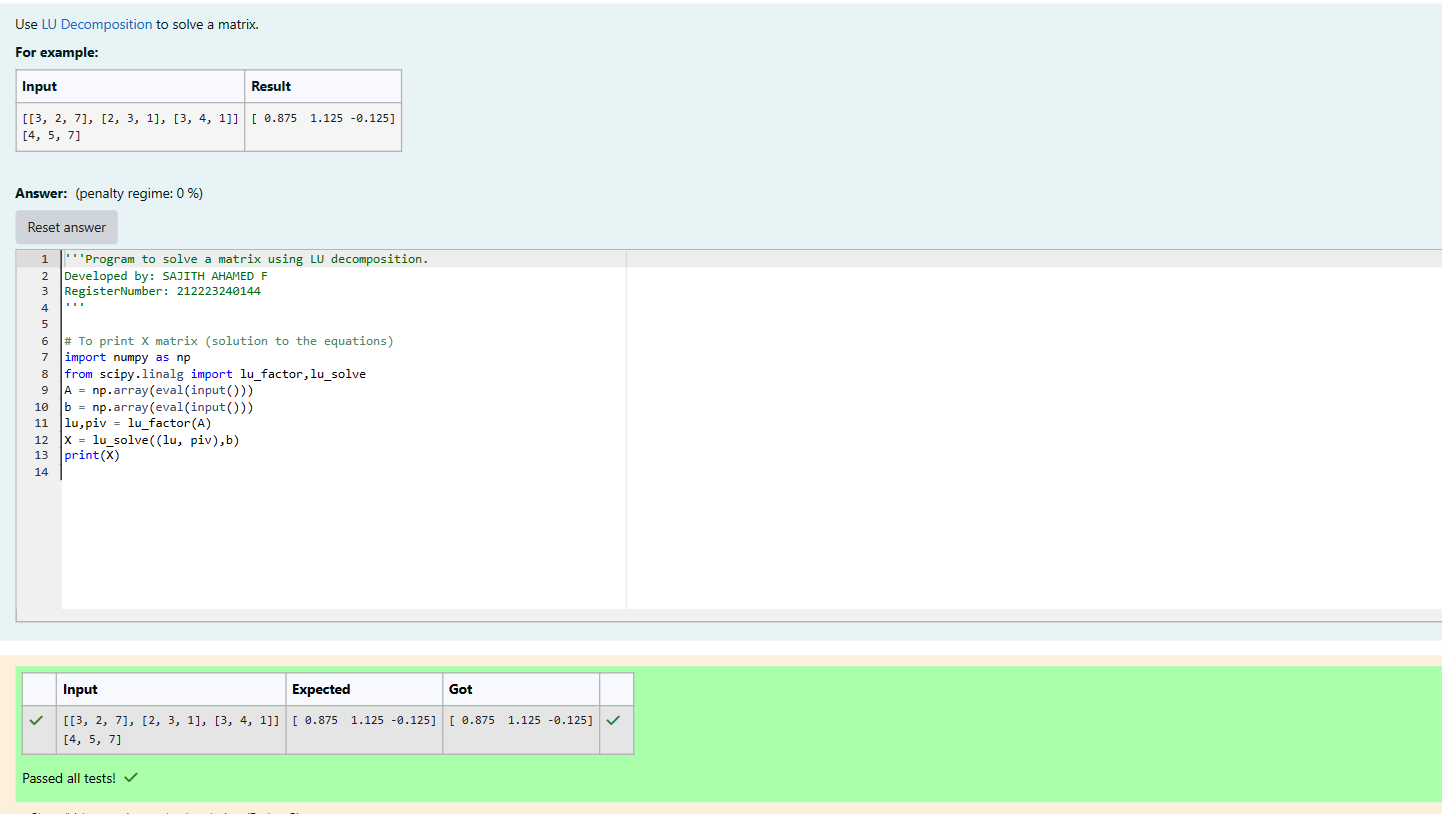 Use LU Decomposition to solve a matrix.
For example:
Input Result
[[3, 2, 7], [2, 3, 1], [3, 4, 1]] [ 0.875  1.125 -0.125]
[4, 5, 7]
Answer: (penalty regime: 0 %)
Reset answer
1 '''Program to solve a matrix using LU decomposition.
2 Developed by: SAJITH AHAMED F
3 RegisterNumber: 212223240144
4 '''
5
6 # To print X matrix (solution to the equations)
7 import numpy as np
8 from scipy.linalg import lu_factor,lu_solve
9 A = np.array(eval(input()))
10 b = np.array(eval(input()))
11 lu,piv = lu_factor(A)
12 X = lu_solve((lu, piv),b)
13 print(X)
14
Input Expected Got
[[3, 2, 7], [2, 3, 1], [3, 4, 1]] [ 0.875  1.125 -0.125] [ 0.875  1.125 -0.125]
[4, 5, 7]
Passed all tests!